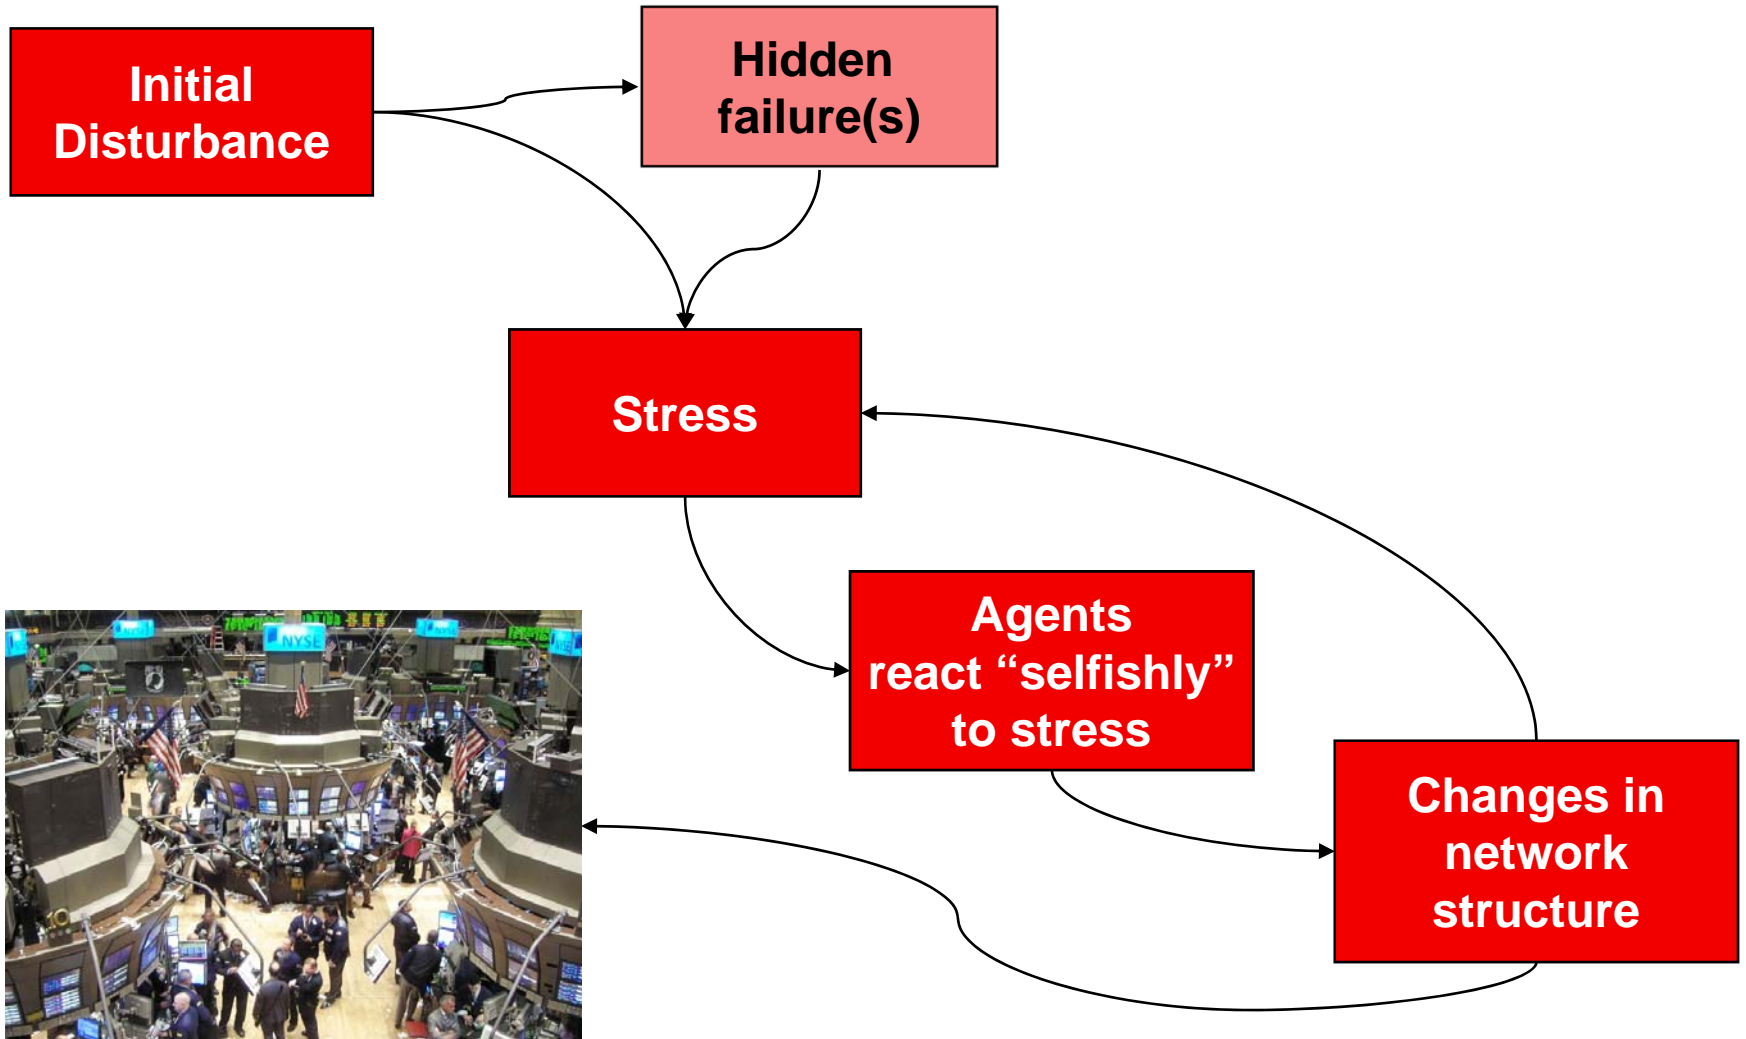 Initial
Disturbance
Hidden
failure(s)
Stress
Agents
react “selfishly”
to stress
Changes in
network
structure
NYSE